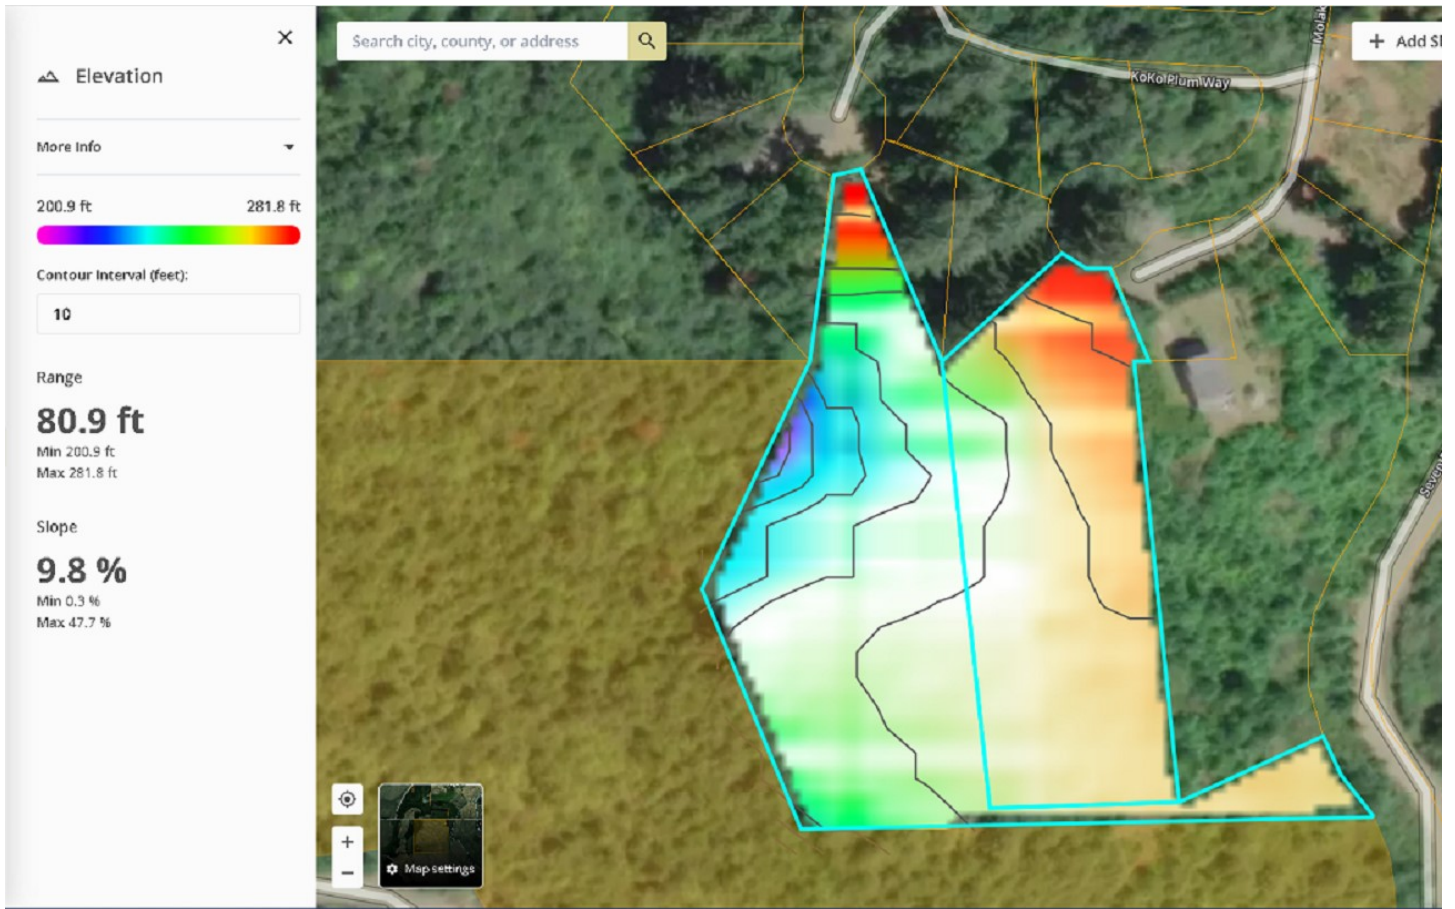 Elevation
More Info
200.9 ft 281.8 ft
Contour Interval (feet):
10
Range
80.9 ft
Min 200.9 ft
Max 281.8 ft
Slope
9.8 %
Min 0.3 %
Max 47.7 %
Search city, county, or address
+ Add
KoKo Plum Way
Molak
Map settings
+
−